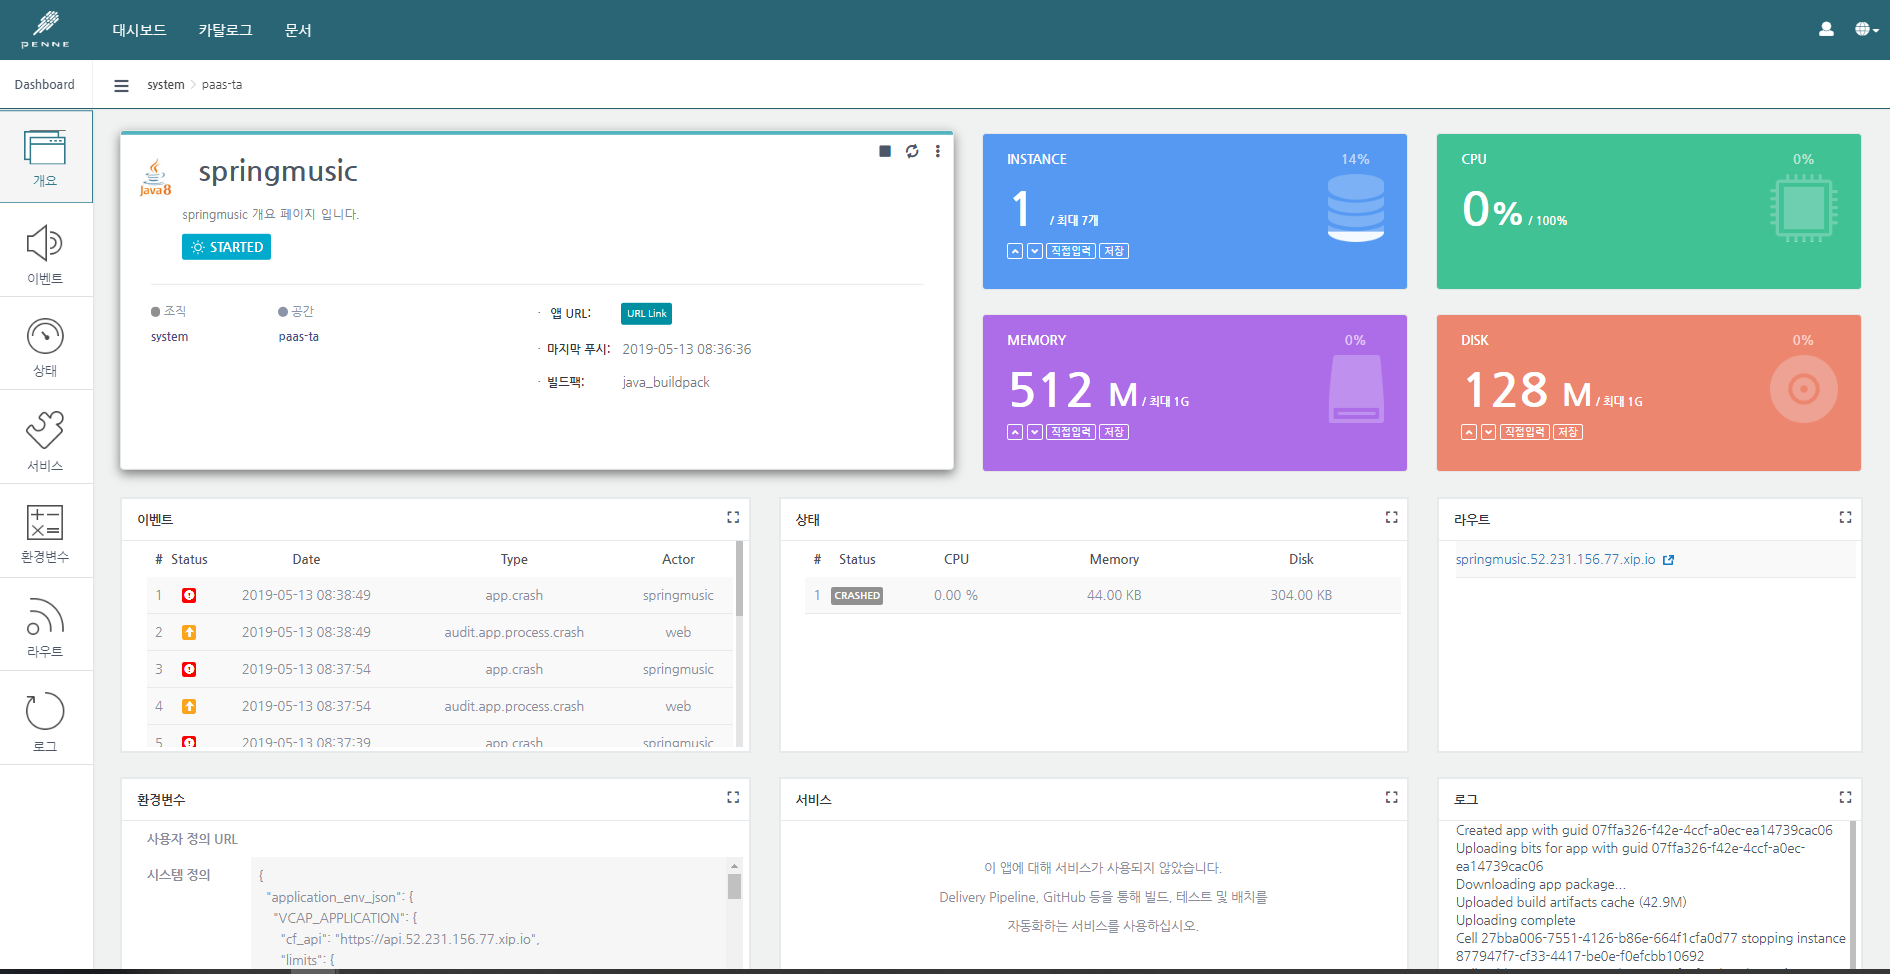 PENNE
대시보드 카탈로그 문서
Dashboard
system > paas-ta
개요
이벤트
상태
서비스
환경변수
라우트
로그
Java8
springmusic
springmusic 개요 페이지 입니다.
STARTED
조직 공간
system paas-ta
· 앱 URL: URL Link
· 마지막 푸시: 2019-05-13 08:36:36
· 빌드팩: java_buildpack
INSTANCE 14%
1 / 최대 7개
직접입력 저장
CPU 0%
0% / 100%
MEMORY 0%
512 M / 최대 1G
직접입력 저장
DISK 0%
128 M / 최대 1G
직접입력 저장
이벤트
# Status Date Type Actor
1 2019-05-13 08:38:49 app.crash springmusic
2 2019-05-13 08:38:49 audit.app.process.crash web
3 2019-05-13 08:37:54 app.crash springmusic
4 2019-05-13 08:37:54 audit.app.process.crash web
5 2019-05-13 08:37:39 app.crash springmusic
상태
# Status CPU Memory Disk
1 CRASHED 0.00 % 44.00 KB 304.00 KB
라우트
springmusic.52.231.156.77.xip.io
환경변수
사용자 정의 URL
시스템 정의
{
"application_env_json": {
"VCAP_APPLICATION": {
"cf_api": "https://api.52.231.156.77.xip.io",
"limits": {
서비스
이 앱에 대해 서비스가 사용되지 않았습니다.
Delivery Pipeline, GitHub 등을 통해 빌드, 테스트 및 배치를
자동화하는 서비스를 사용하십시오.
로그
Created app with guid 07ffa326-f42e-4ccf-a0ec-ea14739cac06
Uploading bits for app with guid 07ffa326-f42e-4ccf-a0ec-
ea14739cac06
Downloading app package...
Uploaded build artifacts cache (42.9M)
Uploading complete
Cell 27bba006-7551-4126-b86e-664f1cfa0d77 stopping instance
877947f7-cf33-4417-be0e-f0efcbb10692